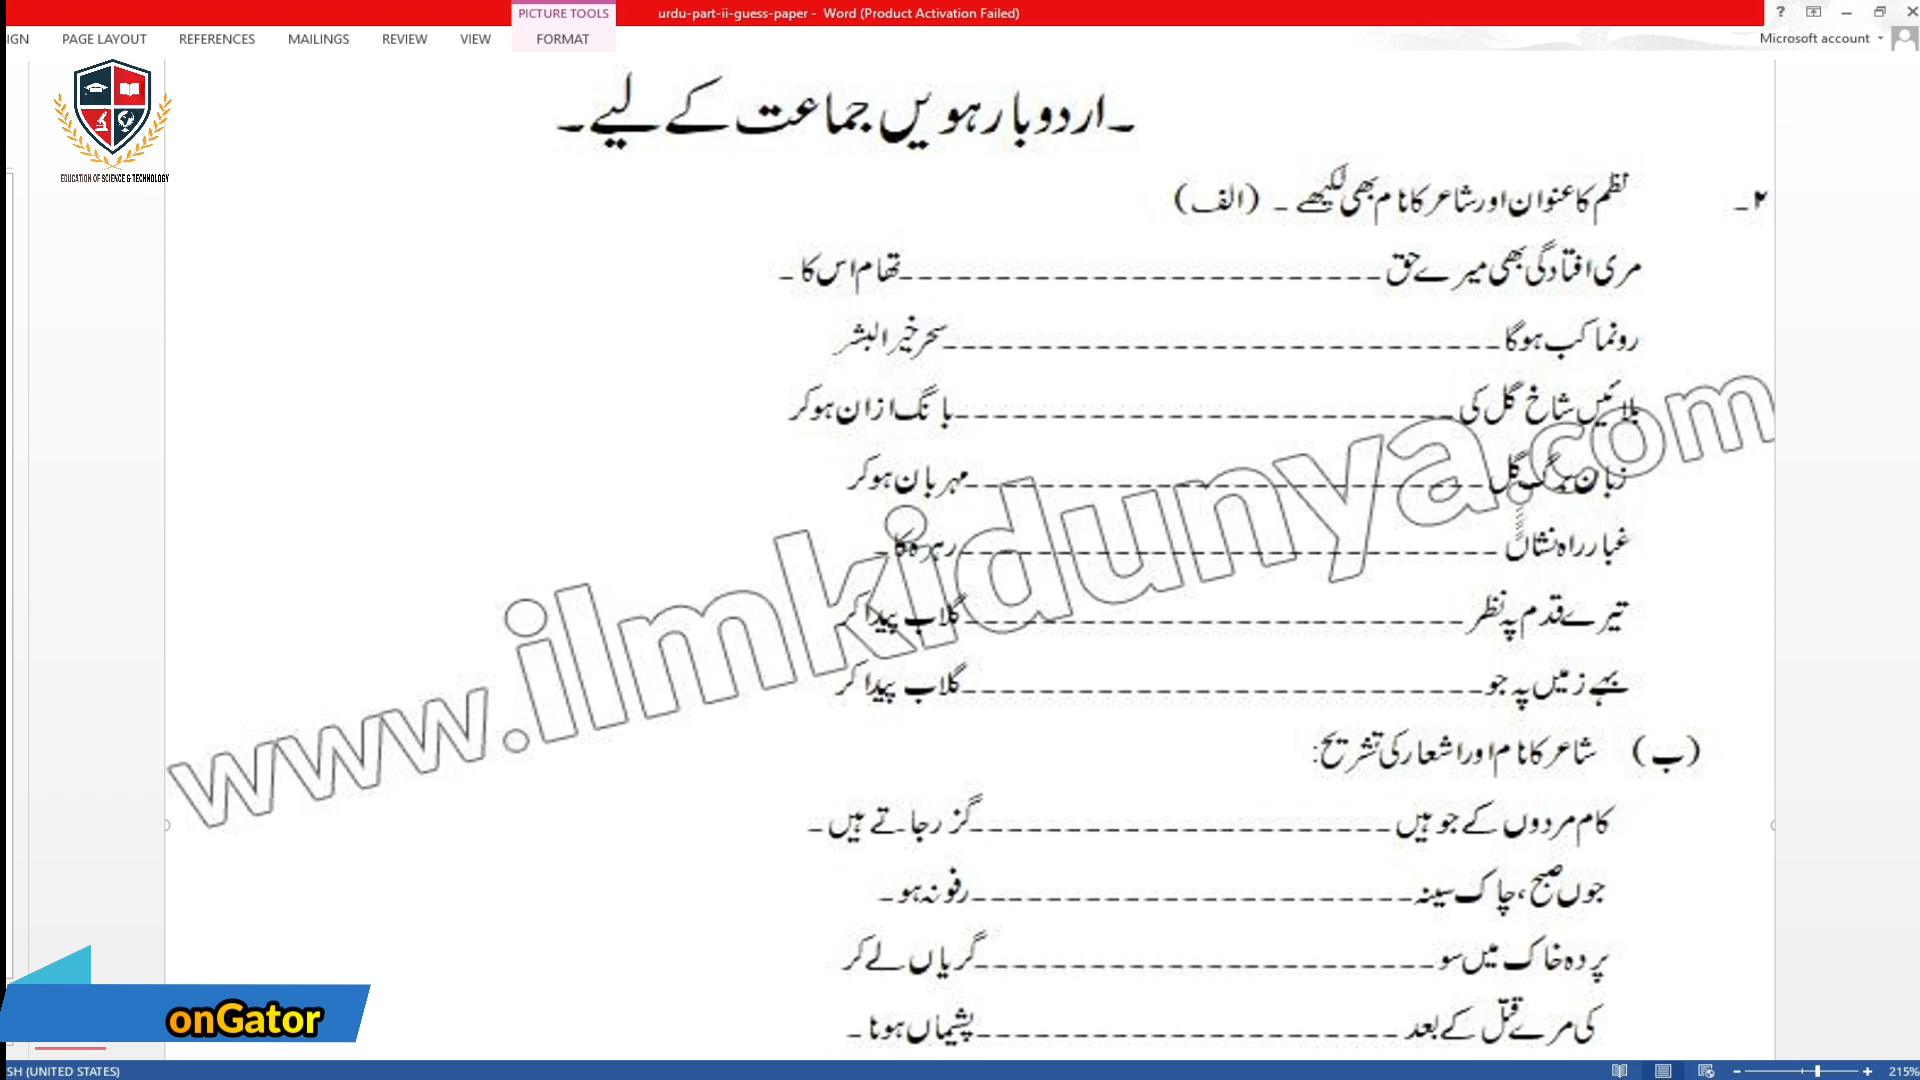 PICTURE TOOLS
urdu-part-ii-guess-paper - Word (Product Activation Failed)
?
IGN PAGE LAYOUT REFERENCES MAILINGS REVIEW VIEW FORMAT
Microsoft account
EDUCATION OF SCIENCE & TECHNOLOGY
۔اردو بارہویں جماعت کے لیے۔
۲۔ نظم کا عنوان اور شاعر کا نام بھی لکھیے ۔ (الف)
مری افتادگی بھی میرے حق------------------------تھام اس کا ۔
رونما کب ہوگا----------------------------سحر خیر البشر
بلائیں شاخ گل کی-------------------------بانگ اذان ہوکر
زبان برگ گل--------------------------مہربان ہوکر
غبار راہ نشاں---------------------------رہرہ کا۔
تیرے قدم پہ نظر-------------------------گلاب پیدا کر
بہے زمیں پہ جو--------------------------گلاب پیدا کر
(ب) شاعر کا نام اور اشعار کی تشریح:
کام مردوں کے جو ہیں---------------------گزر جاتے ہیں ۔
جوں صبح، چاک سینہ----------------------رفو نہ ہو ۔
پردہ خاک میں سو-----------------------گریاں لے کر
کی مرے قتل کے بعد---------------------پشیماں ہونا ۔
www.ilmkidunya.com
onGator
SH (UNITED STATES)
215%